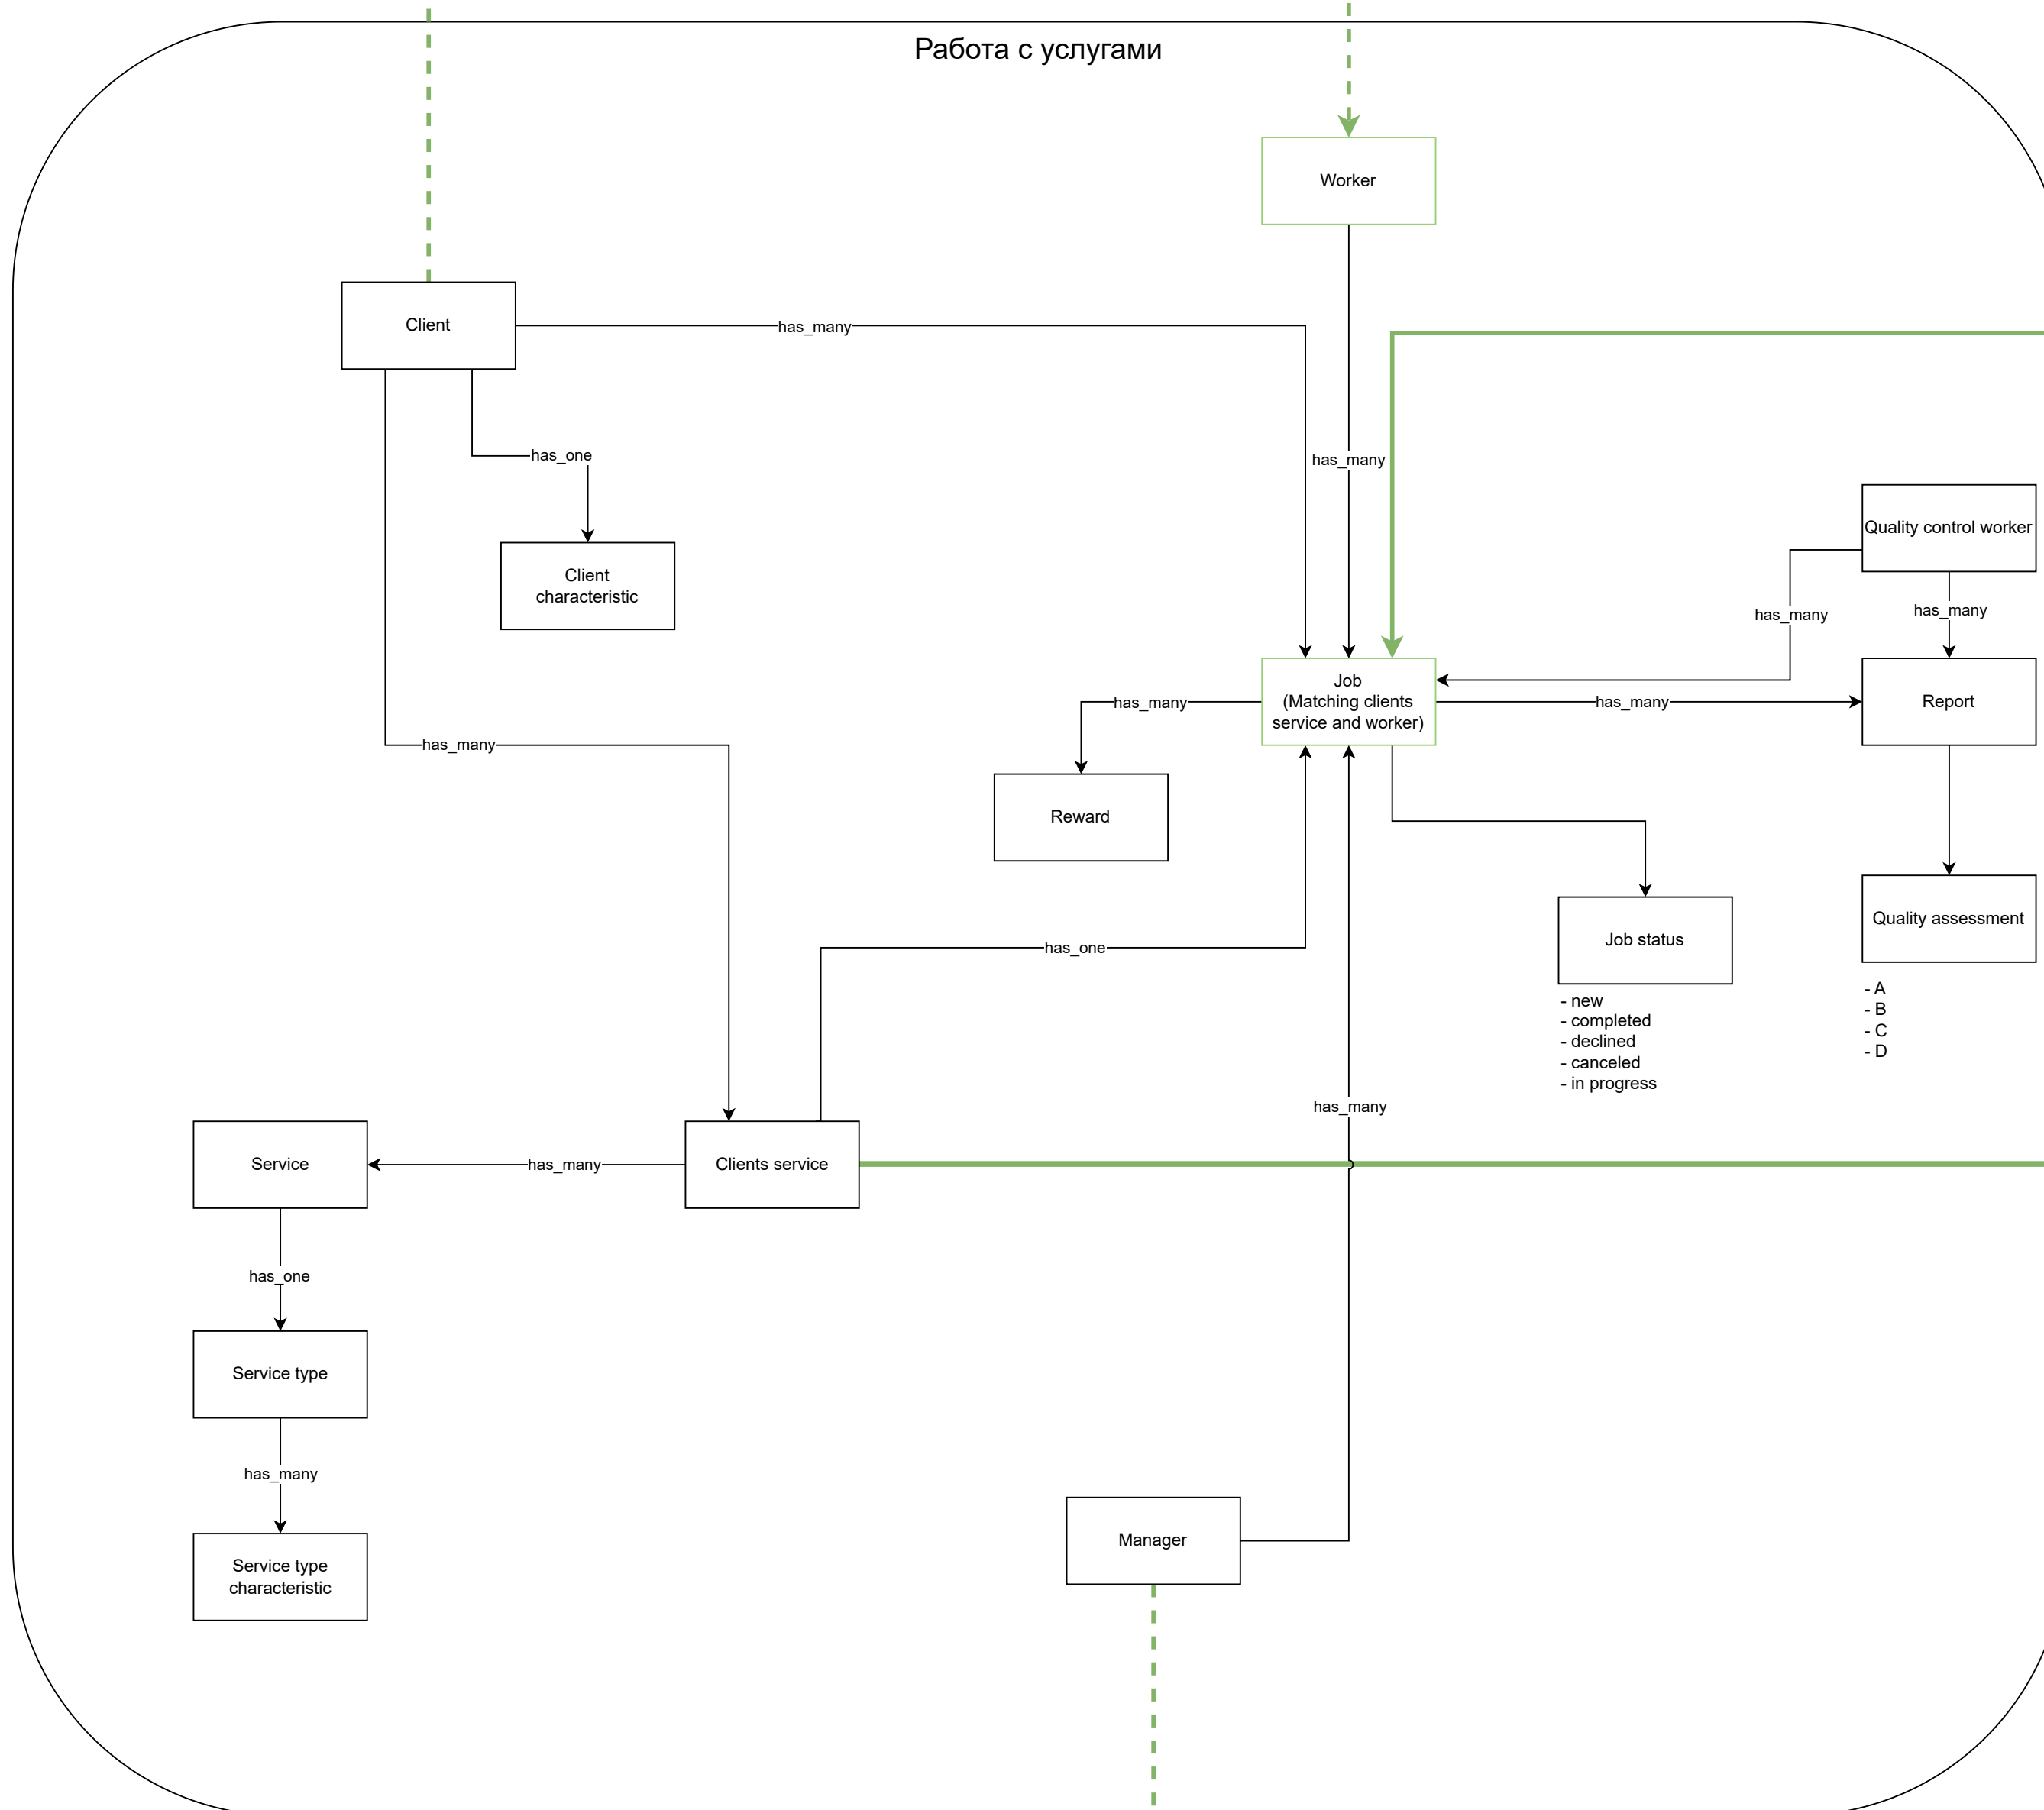 Работа с услугами
Worker
Client
has_many
has_one
has_many
Quality control worker
Client
characteristic
has_many
has_many
Job
(Matching clients
service and worker)
has_many
has_many
Report
has_many
Reward
Quality assessment
Job status
has_one
- A
- B
- C
- D
- new
- completed
- declined
- canceled
- in progress
has_many
Service
has_many
Clients service
has_one
Service type
has_many
Manager
Service type
characteristic